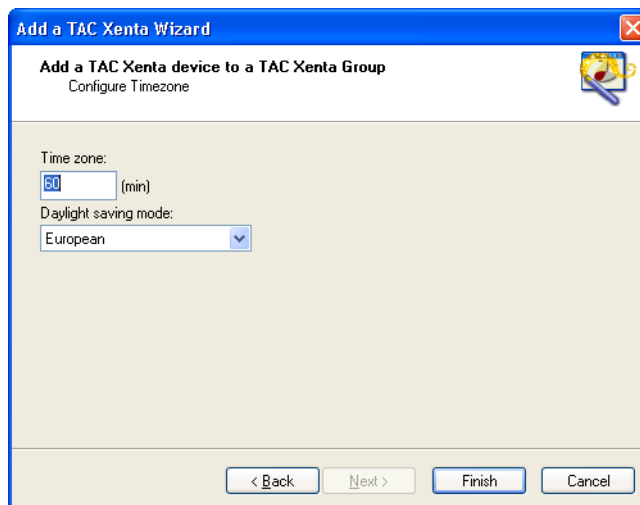 Add a TAC Xenta Wizard
Add a TAC Xenta device to a TAC Xenta Group
Configure Timezone
Time zone:
60 (min)
Daylight saving mode:
European
< Back Next > Finish Cancel